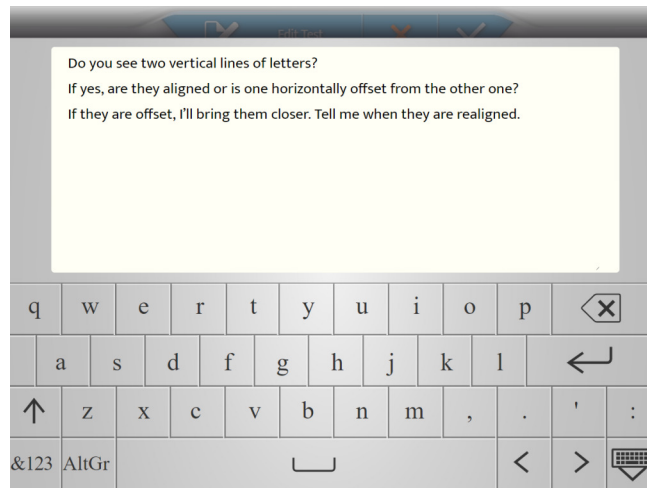 Edit Text
Do you see two vertical lines of letters?
If yes, are they aligned or is one horizontally offset from the other one?
If they are offset, I'll bring them closer. Tell me when they are realigned.
q w e r t y u i o p
a s d f g h j k l
z x c v b n m , . ' :
&123 AltGr < >